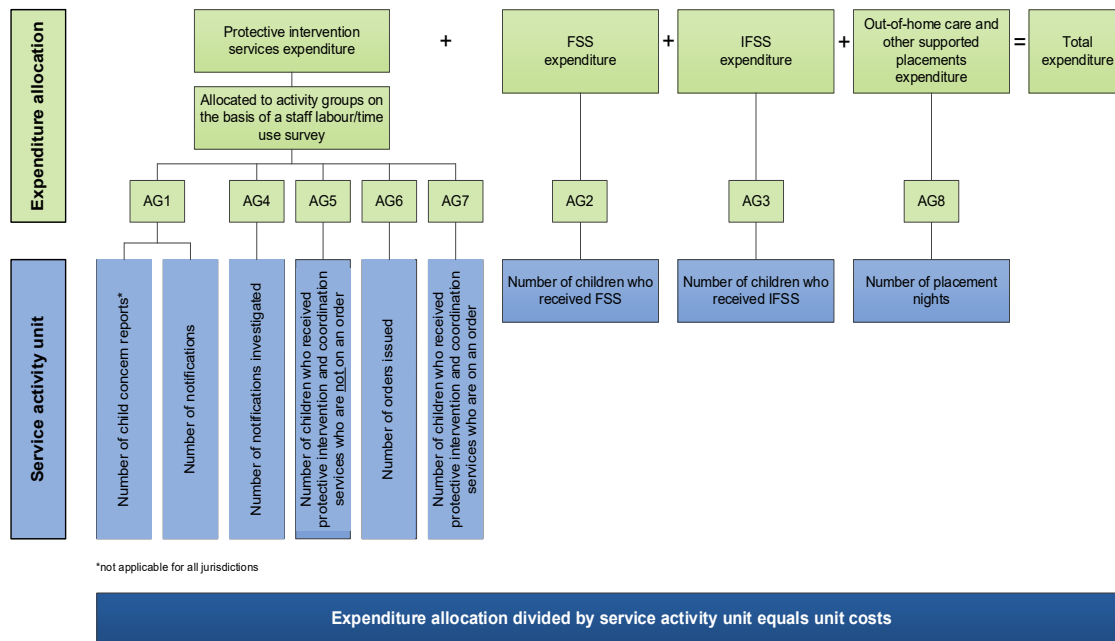 Expenditure allocation
Protective intervention
services expenditure
+
FSS
expenditure
+
IFSS
expenditure
+
Out-of-home care and
other supported
placements
expenditure
=
Total
expenditure
Allocated to activity groups on
the basis of a staff labour/time
use survey
AG1
AG4
AG5
AG6
AG7
AG2
AG3
AG8
Service activity unit
Number of child concern reports*
Number of notifications
Number of notifications investigated
Number of children who received
protective intervention and coordination
services who are not on an order
Number of orders issued
Number of children who received
protective intervention and coordination
services who are on an order
Number of children who
received FSS
Number of children who
received IFSS
Number of placement
nights
*not applicable for all jurisdictions
Expenditure allocation divided by service activity unit equals unit costs